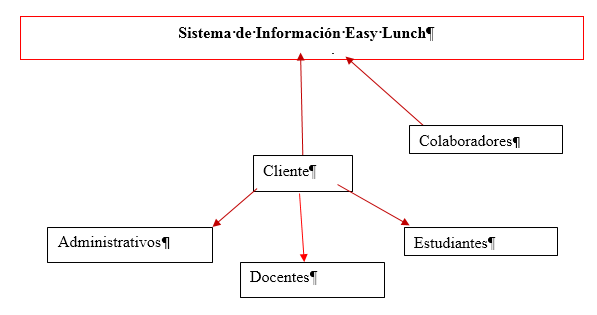 Sistema·de·Información·Easy·Lunch¶
Colaboradores¶
Cliente¶
Administrativos¶
Estudiantes¶
Docentes¶